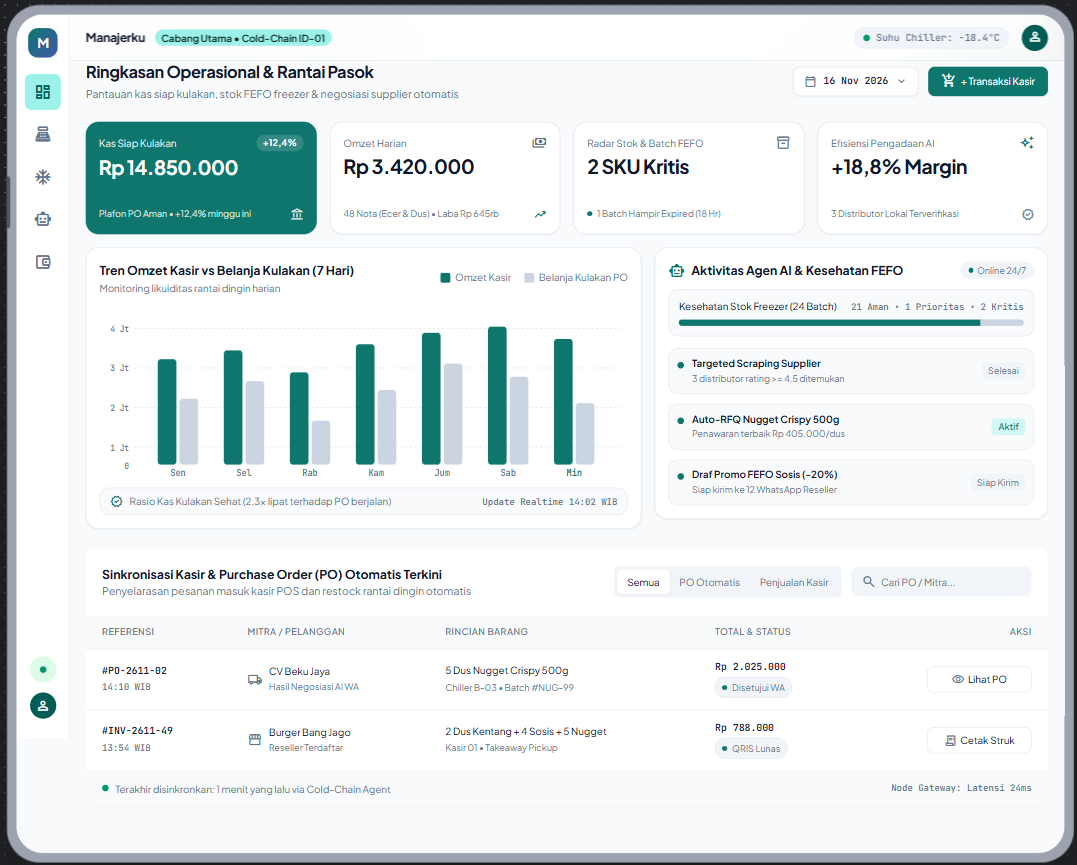 M
Manajerku
Cabang Utama • Cold-Chain ID-01
Suhu Chiller: -18.4°C
Ringkasan Operasional & Rantai Pasok
Pantauan kas siap kulakan, stok FEFO freezer & negosiasi supplier otomatis
16 Nov 2026
+ Transaksi Kasir
Kas Siap Kulakan
+12,4%
Rp 14.850.000
Plafon PO Aman • +12,4% minggu ini
Omzet Harian
Rp 3.420.000
48 Nota (Ecer & Dus) • Laba Rp 645rb
Radar Stok & Batch FEFO
2 SKU Kritis
1 Batch Hampir Expired (18 Hr)
Efisiensi Pengadaan AI
+18,8% Margin
3 Distributor Lokal Terverifikasi
Tren Omzet Kasir vs Belanja Kulakan (7 Hari)
Monitoring likuiditas rantai dingin harian
Omzet Kasir
Belanja Kulakan PO
4 Jt
3 Jt
2 Jt
1 Jt
0
Sen Sel Rab Kam Jum Sab Min
Rasio Kas Kulakan Sehat (2,3x lipat terhadap PO berjalan)
Update Realtime 14:02 WIB
Aktivitas Agen AI & Kesehatan FEFO
Online 24/7
Kesehatan Stok Freezer (24 Batch)
21 Aman • 1 Prioritas • 2 Kritis
Targeted Scraping Supplier
3 distributor rating >= 4.5 ditemukan
Selesai
Auto-RFQ Nugget Crispy 500g
Penawaran terbaik Rp 405.000/dus
Aktif
Draf Promo FEFO Sosis (-20%)
Siap kirim ke 12 WhatsApp Reseller
Siap Kirim
Sinkronisasi Kasir & Purchase Order (PO) Otomatis Terkini
Penyelarasan pesanan masuk kasir POS dan restock rantai dingin otomatis
Semua
PO Otomatis
Penjualan Kasir
Cari PO / Mitra...
REFERENSI
MITRA / PELANGGAN
RINCIAN BARANG
TOTAL & STATUS
AKSI
#PO-2611-02
14:10 WIB
CV Beku Jaya
Hasil Negosiasi AI WA
5 Dus Nugget Crispy 500g
Chiller B-03 • Batch #NUG-99
Rp 2.025.000
Disetujui WA
Lihat PO
#INV-2611-49
13:54 WIB
Burger Bang Jago
Reseller Terdaftar
2 Dus Kentang + 4 Sosis + 5 Nugget
Kasir 01 • Takeaway Pickup
Rp 788.000
QRIS Lunas
Cetak Struk
Terakhir disinkronkan: 1 menit yang lalu via Cold-Chain Agent
Node Gateway: Latensi 24ms